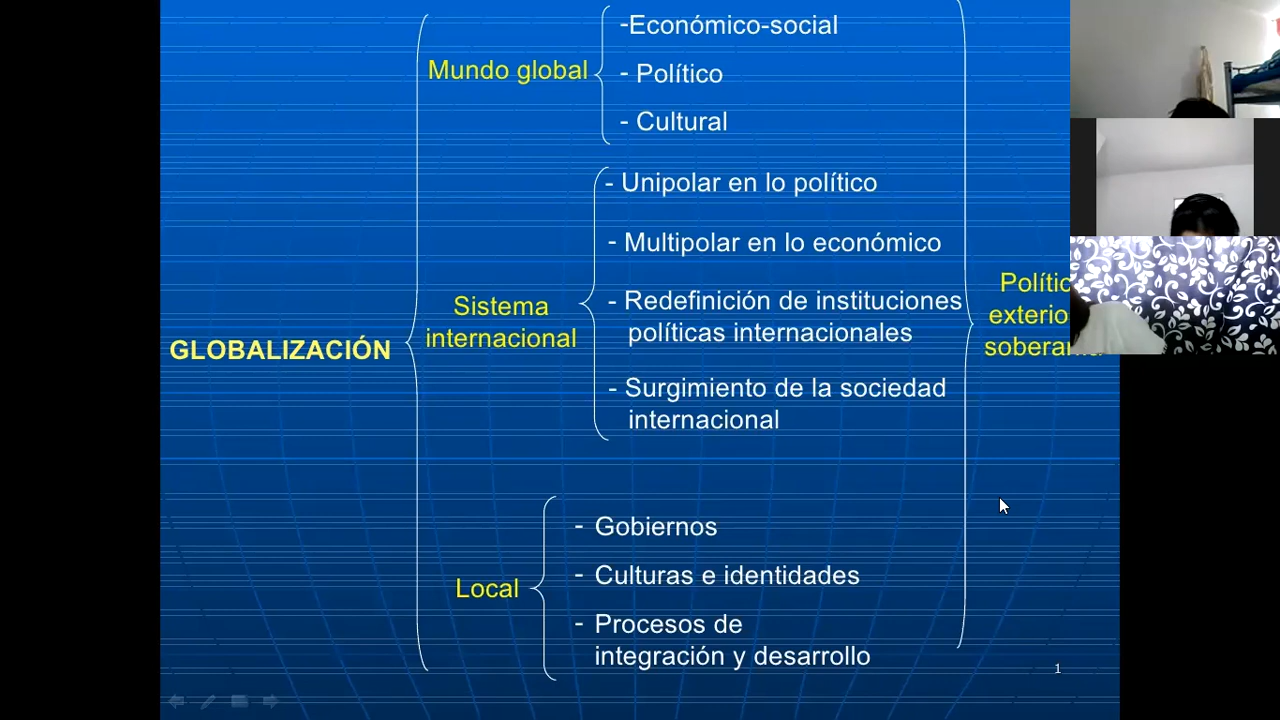 -Económico-social
Mundo global
- Político
- Cultural
- Unipolar en lo político
- Multipolar en lo económico
- Redefinición de instituciones
políticas internacionales
Sistema
internacional
- Surgimiento de la sociedad
internacional
GLOBALIZACIÓN
- Gobiernos
- Culturas e identidades
Local
- Procesos de
integración y desarrollo
1